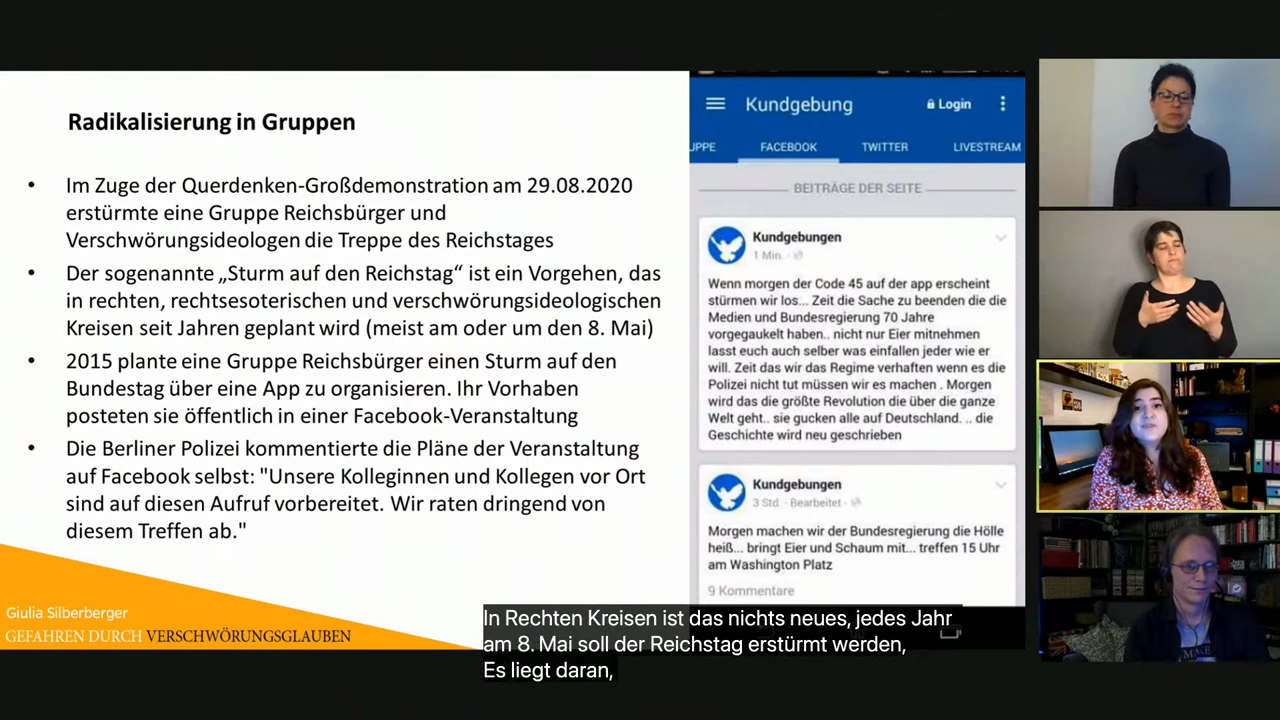 Radikalisierung in Gruppen
• Im Zuge der Querdenken-Großdemonstration am 29.08.2020
erstürmte eine Gruppe Reichsbürger und
Verschwörungsideologen die Treppe des Reichstages
• Der sogenannte „Sturm auf den Reichstag“ ist ein Vorgehen, das
in rechten, rechtsesoterischen und verschwörungsideologischen
Kreisen seit Jahren geplant wird (meist am oder um den 8. Mai)
• 2015 plante eine Gruppe Reichsbürger einen Sturm auf den
Bundestag über eine App zu organisieren. Ihr Vorhaben
posteten sie öffentlich in einer Facebook-Veranstaltung
• Die Berliner Polizei kommentierte die Pläne der Veranstaltung
auf Facebook selbst: "Unsere Kolleginnen und Kollegen vor Ort
sind auf diesen Aufruf vorbereitet. Wir raten dringend von
diesem Treffen ab."
Giulia Silberberger
GEFAHREN DURCH VERSCHWÖRUNGSGLAUBEN
Kundgebung Login
UPPE FACEBOOK TWITTER LIVESTREAM
BEITRÄGE DER SEITE
Kundgebungen
1 Min.
Wenn morgen der Code 45 auf der app erscheint
stürmen wir los... Zeit die Sache zu beenden die die
Medien und Bundesregierung 70 Jahre
vorgegaukelt haben.. nicht nur Eier mitnehmen
lasst euch auch selber was einfallen jeder wie er
will. Zeit das wir das Regime verhaften wenn es die
Polizei nicht tut müssen wir es machen . Morgen
wird das die größte Revolution die über die ganze
Welt geht.. sie gucken alle auf Deutschland. .. die
Geschichte wird neu geschrieben
Kundgebungen
3 Std. · Bearbeitet ·
Morgen machen wir der Bundesregierung die Hölle
heiß... bringt Eier und Schaum mit... treffen 15 Uhr
am Washington Platz
9 Kommentare
In Rechten Kreisen ist das nichts neues, jedes Jahr
am 8. Mai soll der Reichstag erstürmt werden,
Es liegt daran,